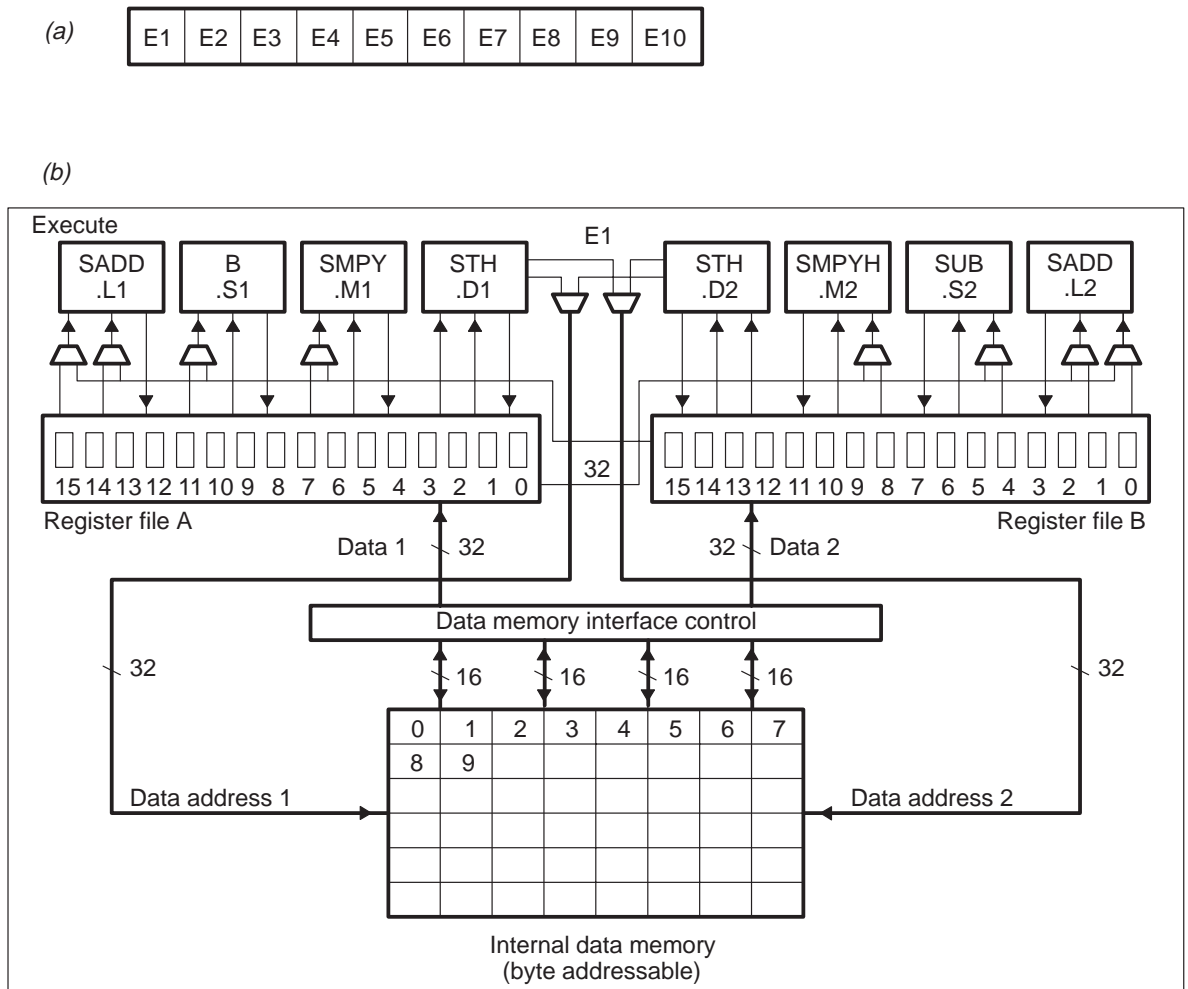 (a)
E1 E2 E3 E4 E5 E6 E7 E8 E9 E10
(b)
Execute
E1
SADD
.L1
B
.S1
SMPY
.M1
STH
.D1
STH
.D2
SMPYH
.M2
SUB
.S2
SADD
.L2
15 14 13 12 11 10 9 8 7 6 5 4 3 2 1 0
32
15 14 13 12 11 10 9 8 7 6 5 4 3 2 1 0
Register file A
Register file B
Data 1 32
32 Data 2
Data memory interface control
32
16 16 16 16
32
0 1 2 3 4 5 6 7
8 9
Data address 1
Data address 2
Internal data memory
(byte addressable)